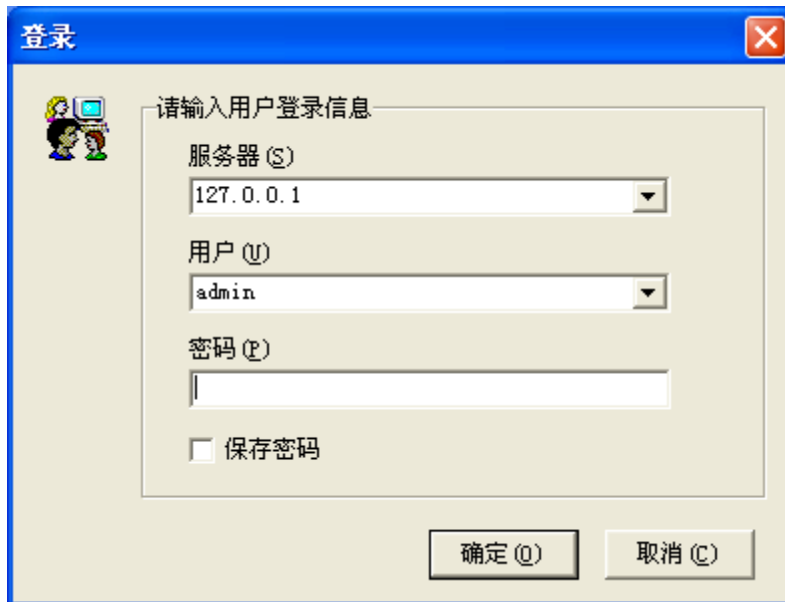 登录
请输入用户登录信息
服务器(S)
127.0.0.1
用户(U)
admin
密码(P)
保存密码
确定(O)
取消(C)